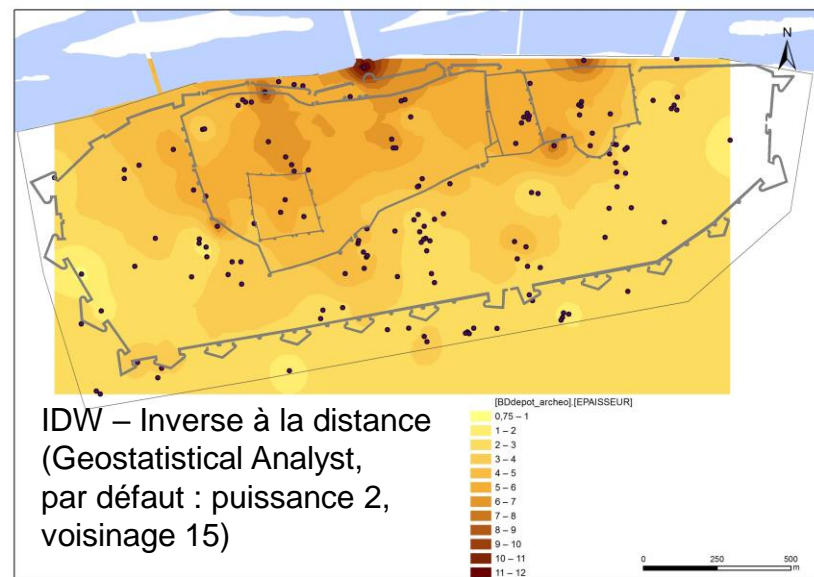 N
IDW – Inverse à la distance
(Geostatistical Analyst,
par défaut : puissance 2,
voisinage 15)
[BDdepot_archeo].[EPAISSEUR]
0,75 – 1
1 – 2
2 – 3
3 – 4
4 – 5
5 – 6
6 – 7
7 – 8
8 – 9
9 – 10
10 – 11
11 – 12
0 250 500
m